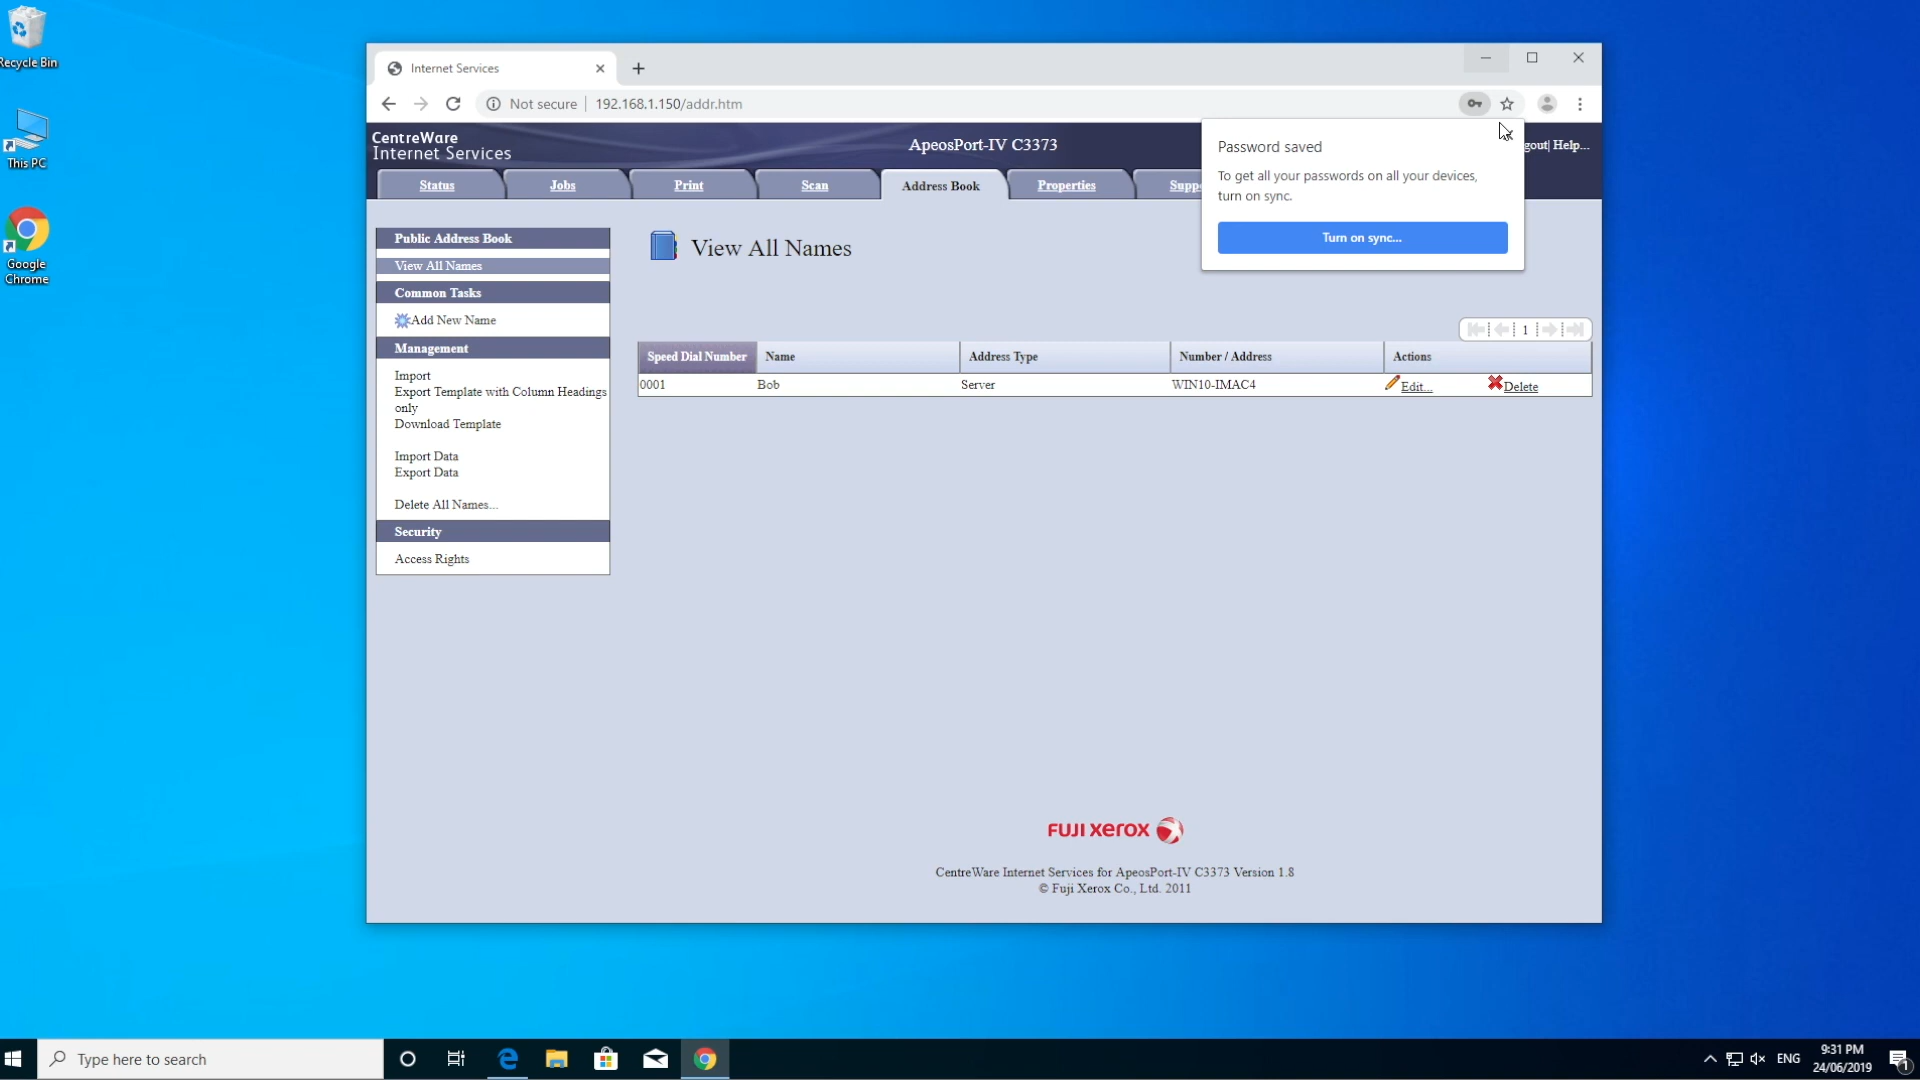 Recycle Bin
This PC
Google
Chrome
Internet Services
Not secure
192.168.1.150/addr.htm
CentreWare
Internet Services
ApeosPort-IV C3373
gout| Help...
Status
Jobs
Print
Scan
Address Book
Properties
Supp
Password saved
To get all your passwords on all your devices,
turn on sync.
Turn on sync...
Public Address Book
View All Names
Common Tasks
Add New Name
Management
Import
Export Template with Column Headings
only
Download Template
Import Data
Export Data
Delete All Names...
Security
Access Rights
View All Names
1
Speed Dial Number Name Address Type Number / Address Actions
0001 Bob Server WIN10-IMAC4 Edit... Delete
FUJI xerox
CentreWare Internet Services for ApeosPort-IV C3373 Version 1.8
© Fuji Xerox Co., Ltd. 2011
Type here to search
ENG
9:31 PM
24/06/2019
1